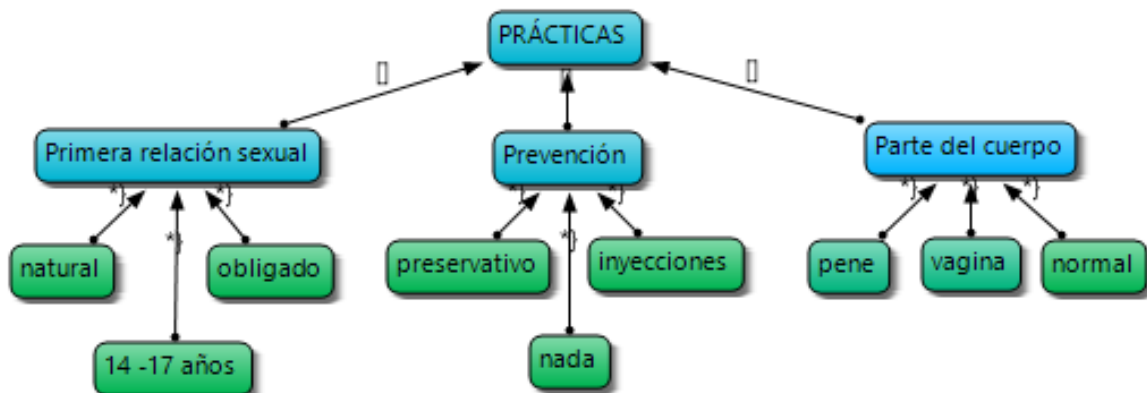 PRÁCTICAS
[]
[]
[]
Primera relación sexual
Prevención
Parte del cuerpo
*}
*}
*}
*}
*}
*}
*}
*}
*}
natural
obligado
preservativo
inyecciones
pene
vagina
normal
14 -17 años
nada